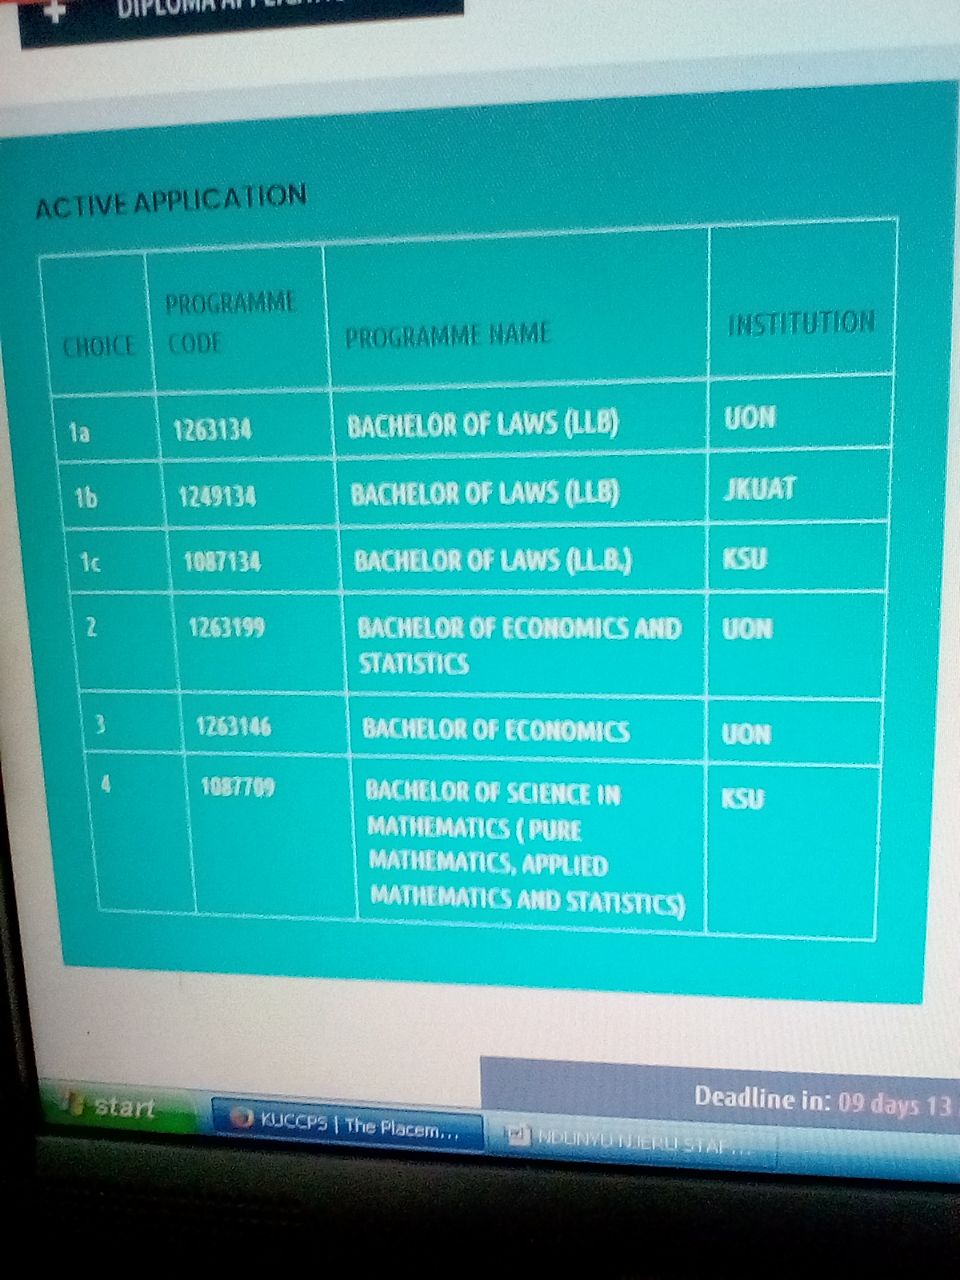 + DIPLOMA
ACTIVE APPLICATION
CHOICE PROGRAMME CODE PROGRAMME NAME INSTITUTION
1a 1263134 BACHELOR OF LAWS (LLB) UON
1b 1249134 BACHELOR OF LAWS (LLB) JKUAT
1c 1087134 BACHELOR OF LAWS (LL.B.) KSU
2 1263199 BACHELOR OF ECONOMICS AND UON
STATISTICS
3 1263146 BACHELOR OF ECONOMICS UON
4 1087709 BACHELOR OF SCIENCE IN KSU
MATHEMATICS ( PURE
MATHEMATICS, APPLIED
MATHEMATICS AND STATISTICS)
Deadline in: 09 days 13
start KUCCPS | The Placem... NDUNYU NJERU STAF...